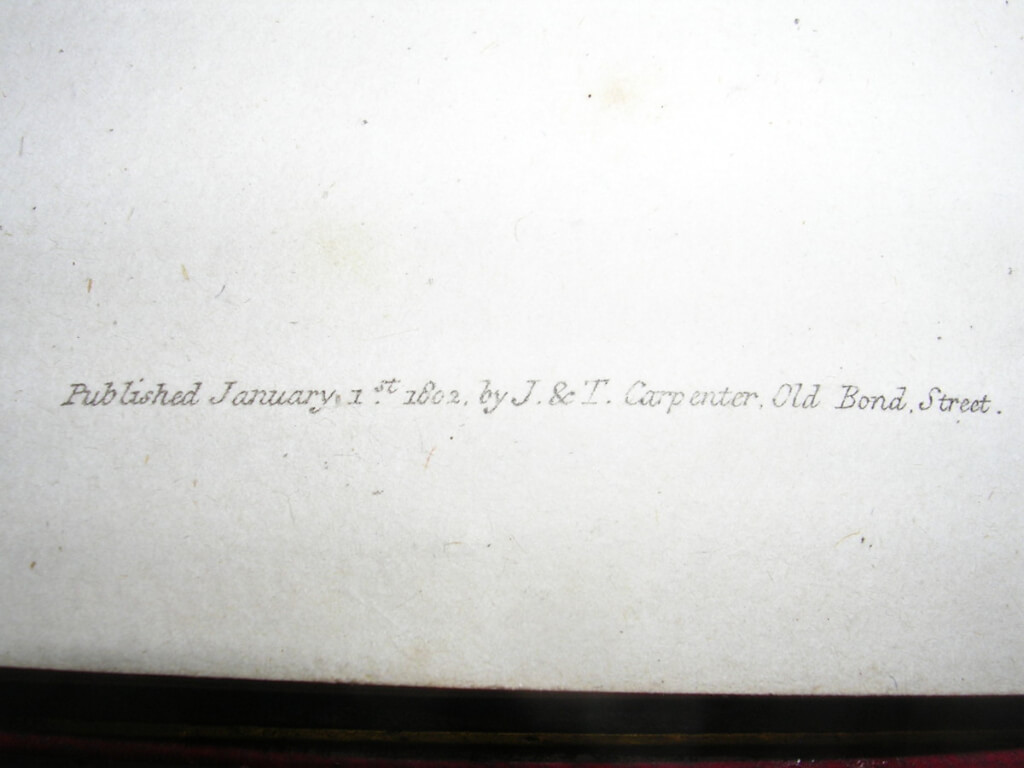 Published January, 1st. 1802, by J. & T. Carpenter, Old Bond, Street.